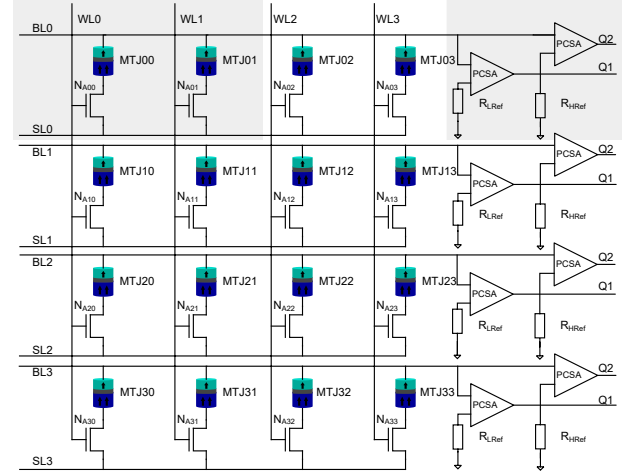 WL0 WL1 WL2 WL3
BL0
PCSA Q2
MTJ00 MTJ01 MTJ02 MTJ03 PCSA Q1
NA00 NA01 NA02 NA03
RLRef RHRef
SL0
BL1
PCSA Q2
MTJ10 MTJ11 MTJ12 MTJ13 PCSA Q1
NA10 NA11 NA12 NA13
RLRef RHRef
SL1
BL2
PCSA Q2
MTJ20 MTJ21 MTJ22 MTJ23 PCSA Q1
NA20 NA21 NA22 NA23
RLRef RHRef
SL2
BL3
PCSA Q2
MTJ30 MTJ31 MTJ32 MTJ33 PCSA Q1
NA30 NA31 NA32 NA33
RLRef RHRef
SL3